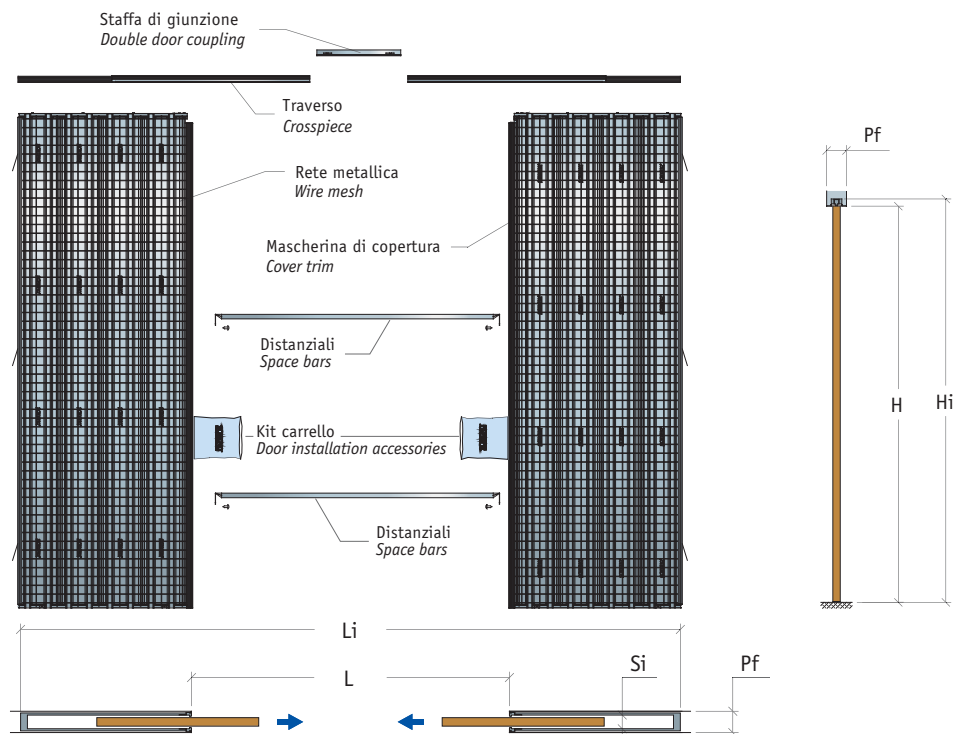 Staffa di giunzione
Double door coupling
Traverso
Crosspiece
Rete metallica
Wire mesh
Mascherina di copertura
Cover trim
Distanziali
Space bars
Kit carrello
Door installation accessories
Distanziali
Space bars
Pf
H
Hi
Li
L
Si
Pf